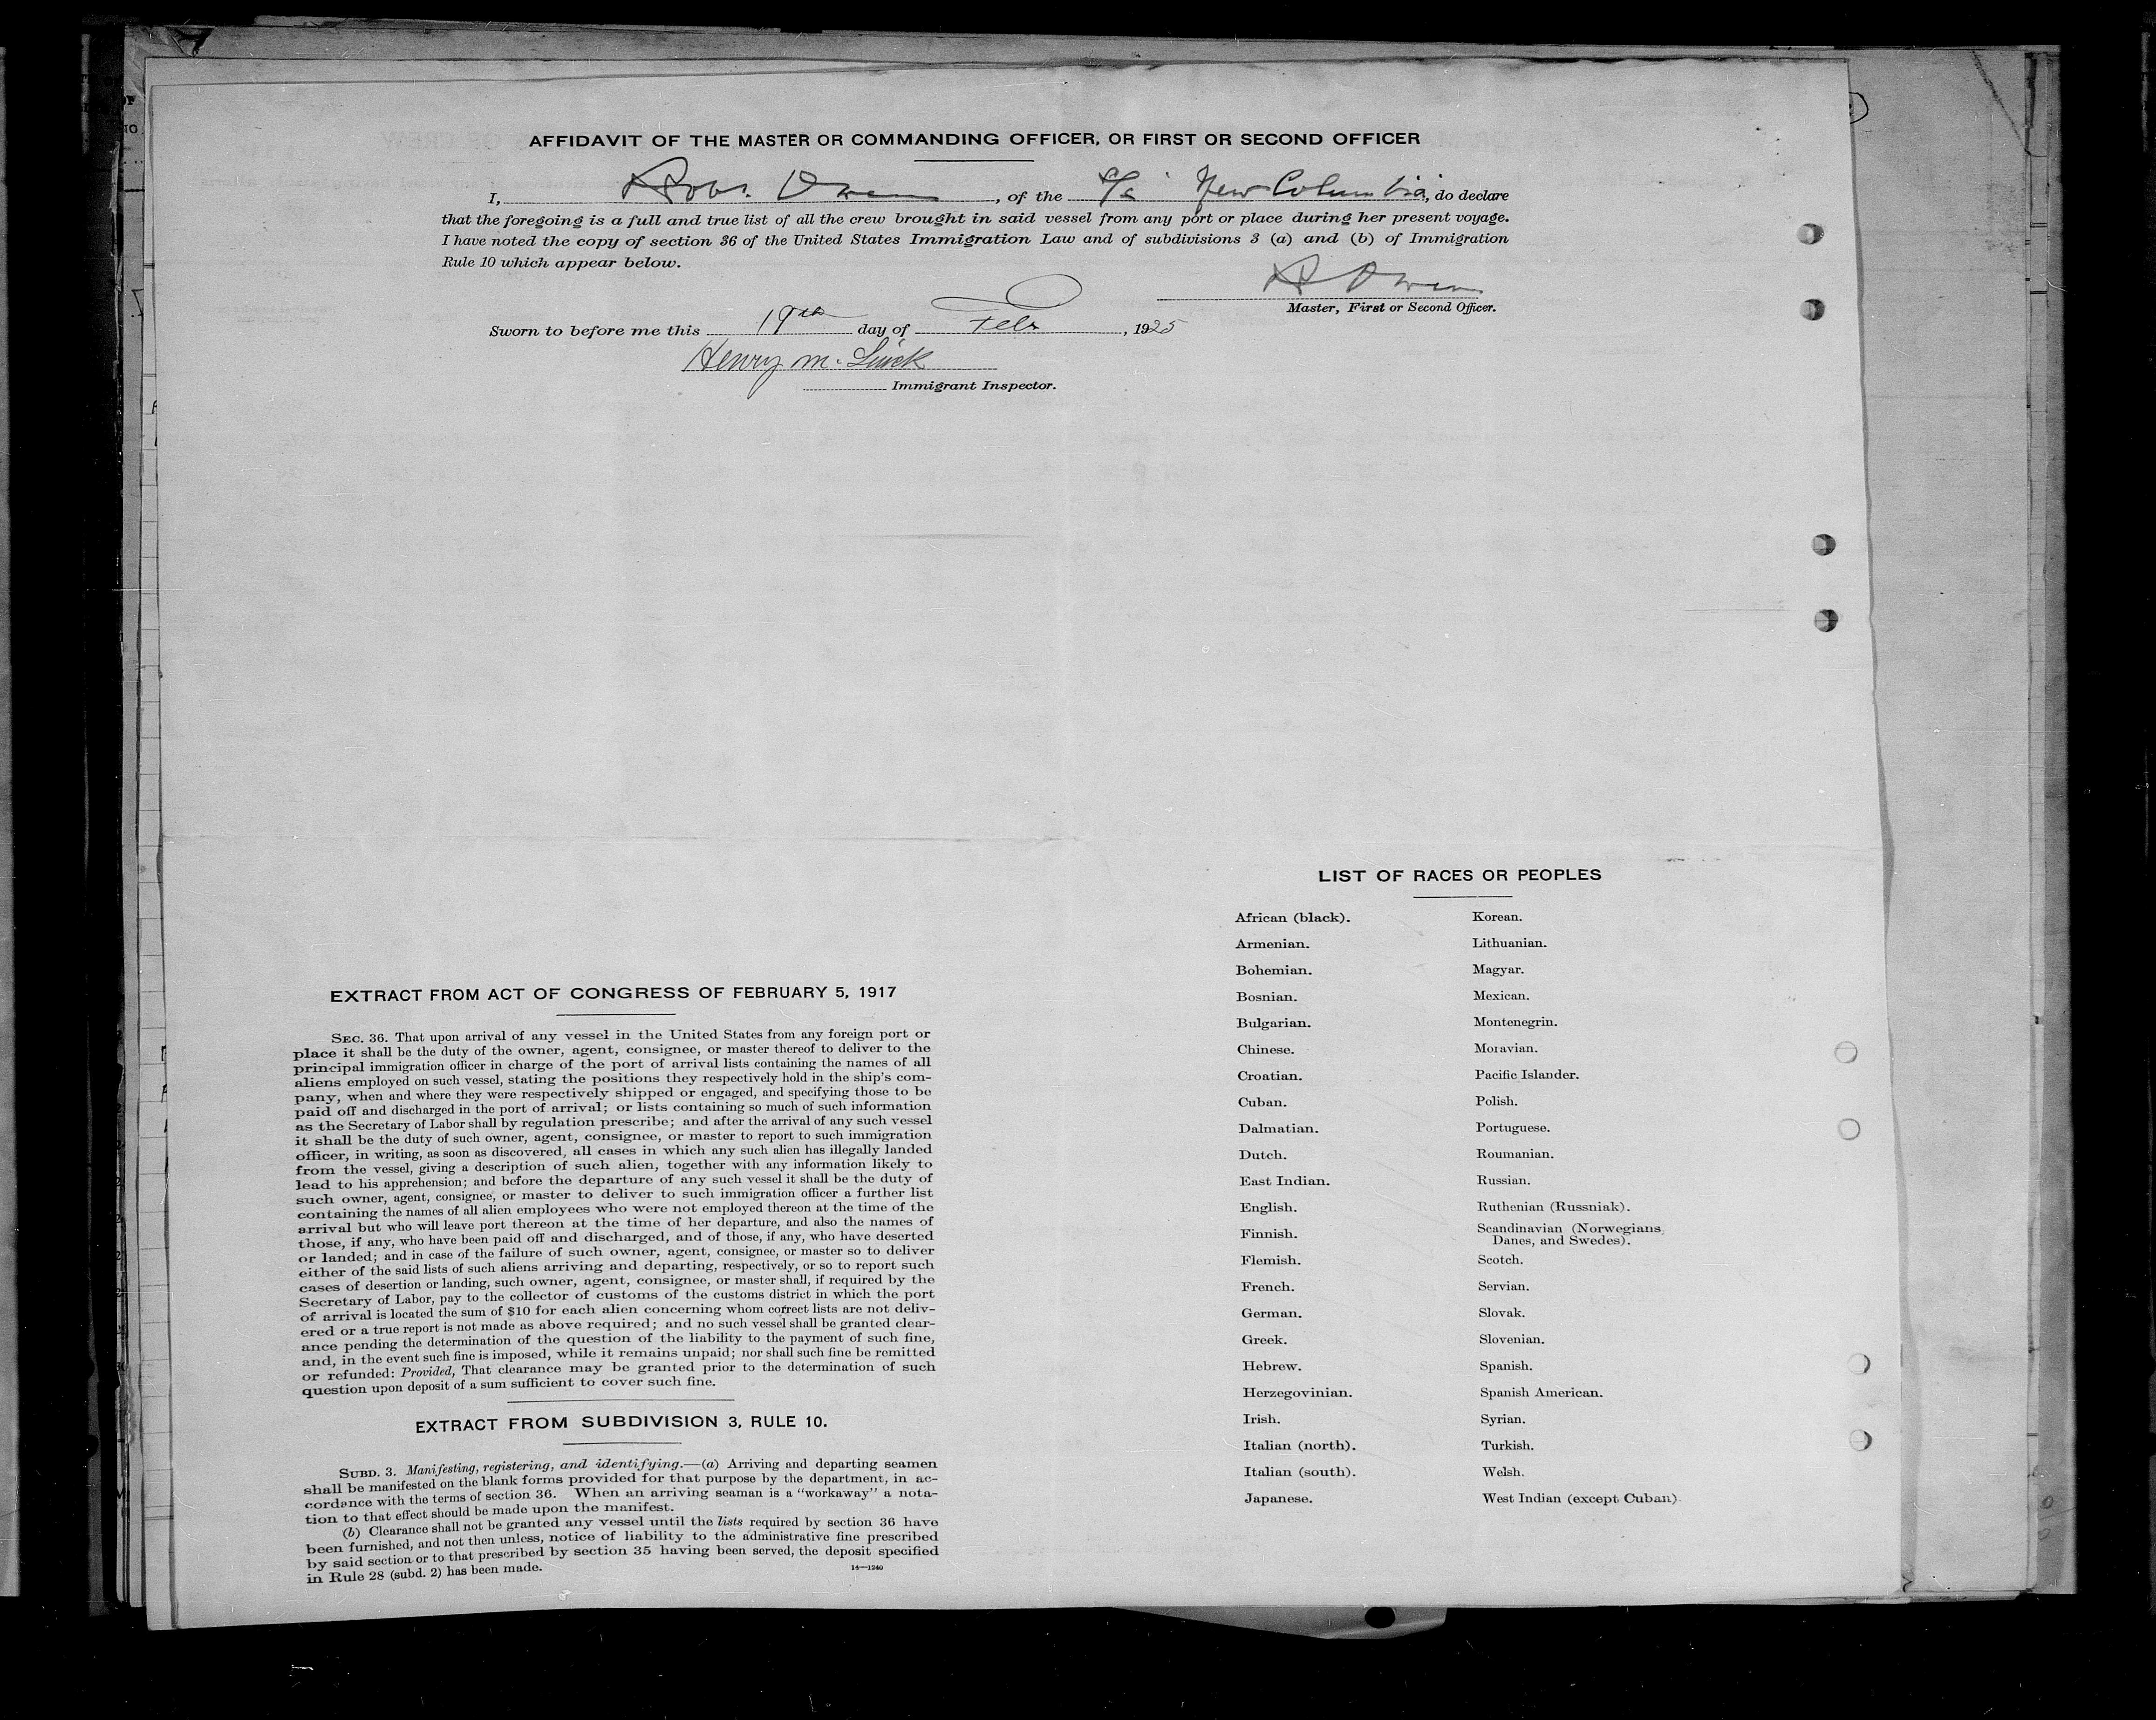 AFFIDAVIT OF THE MASTER OR COMMANDING OFFICER, OR FIRST OR SECOND OFFICER
I, Robt. Owen, of the S/S New Columbia, do declare
that the foregoing is a full and true list of all the crew brought in said vessel from any port or place during her present voyage.
I have noted the copy of section 36 of the United States Immigration Law and of subdivisions 3 (a) and (b) of Immigration
Rule 10 which appear below.
R Owen
Master, First or Second Officer.
Sworn to before me this 19th day of Feb, 1925
Henry M.
Immigrant Inspector.
EXTRACT FROM ACT OF CONGRESS OF FEBRUARY 5, 1917
SEC. 36. That upon arrival of any vessel in the United States from any foreign port or
place it shall be the duty of the owner, agent, consignee, or master thereof to deliver to the
principal immigration officer in charge of the port of arrival lists containing the names of all
aliens employed on such vessel, stating the positions they respectively hold in the ship's com-
pany, when and where they were respectively shipped or engaged, and specifying those to be
paid off and discharged in the port of arrival; or lists containing so much of such information
as the Secretary of Labor shall by regulation prescribe; and after the arrival of any such vessel
it shall be the duty of such owner, agent, consignee, or master to report to such immigration
officer, in writing, as soon as discovered, all cases in which any such alien has illegally landed
from the vessel, giving a description of such alien, together with any information likely to
lead to his apprehension; and before the departure of any such vessel it shall be the duty of
such owner, agent, consignee, or master to deliver to such immigration officer a further list
containing the names of all alien employees who were not employed thereon at the time of the
arrival but who will leave port thereon at the time of her departure, and also the names of
those, if any, who have been paid off and discharged, and of those, if any, who have deserted
or landed; and in case of the failure of such owner, agent, consignee, or master so to deliver
either of the said lists of such aliens arriving and departing, respectively, or so to report such
cases of desertion or landing, such owner, agent, consignee, or master shall, if required by the
Secretary of Labor, pay to the collector of customs of the customs district in which the port
of arrival is located the sum of $10 for each alien concerning whom correct lists are not deliv-
ered or a true report is not made as above required; and no such vessel shall be granted clear-
ance pending the determination of the question of the liability to the payment of such fine,
and, in the event such fine is imposed, while it remains unpaid; nor shall such fine be remitted
or refunded: Provided, That clearance may be granted prior to the determination of such
question upon deposit of a sum sufficient to cover such fine.
EXTRACT FROM SUBDIVISION 3, RULE 10.
SUBD. 3. Manifesting, registering, and identifying.—(a) Arriving and departing seamen
shall be manifested on the blank forms provided for that purpose by the department, in ac-
cordance with the terms of section 36. When an arriving seaman is a "workaway" a nota-
tion to that effect should be made upon the manifest.
(b) Clearance shall not be granted any vessel until the lists required by section 36 have
been furnished, and not then unless, notice of liability to the administrative fine prescribed
by said section or to that prescribed by section 35 having been served, the deposit specified
in Rule 28 (subd. 2) has been made.
14—1240
LIST OF RACES OR PEOPLES
African (black).
Armenian.
Bohemian.
Bosnian.
Bulgarian.
Chinese.
Croatian.
Cuban.
Dalmatian.
Dutch.
East Indian.
English.
Finnish.
Flemish.
French.
German.
Greek.
Hebrew.
Herzegovinian.
Irish.
Italian (north).
Italian (south).
Japanese.
Korean.
Lithuanian.
Magyar.
Mexican.
Montenegrin.
Moravian.
Pacific Islander.
Polish.
Portuguese.
Roumanian.
Russian.
Ruthenian (Russniak).
Scandinavian (Norwegians,
Danes, and Swedes).
Scotch.
Servian.
Slovak.
Slovenian.
Spanish.
Spanish American.
Syrian.
Turkish.
Welsh.
West Indian (except Cuban)